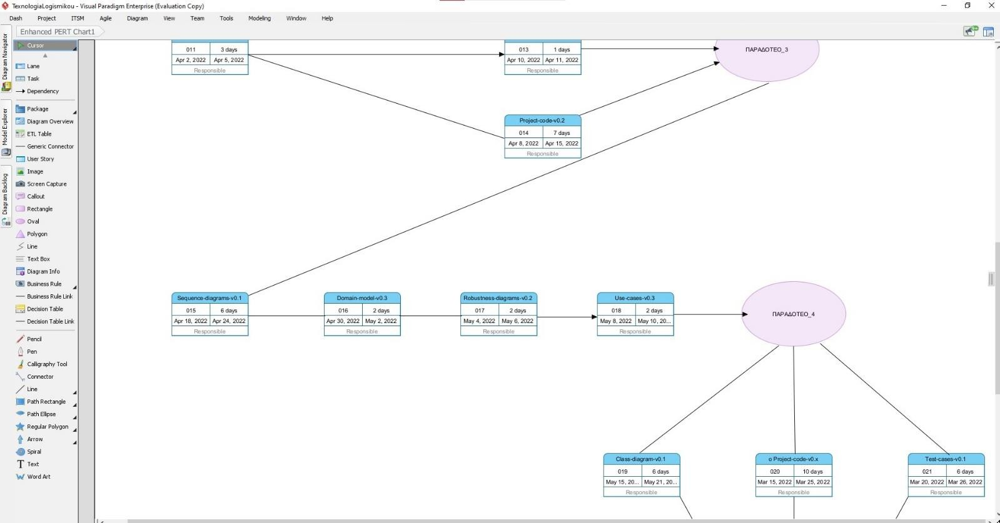 TexnologiaLogismikou - Visual Paradigm Enterprise (Evaluation Copy)
Dash Project ITSM Agile Diagram View Team Tools Modeling Window Help
Enhanced PERT Chart1
Diagram Navigator
Model Explorer
Diagram Backlog
Cursor
Lane
Task
Dependency
Package
Diagram Overview
ETL Table
Generic Connector
User Story
Image
Screen Capture
Callout
Rectangle
Oval
Polygon
Line
Text Box
Diagram Info
Business Rule
Business Rule Link
Decision Table
Decision Table Link
Pencil
Pen
Calligraphy Tool
Connector
Line
Path Rectangle
Path Ellipse
Regular Polygon
Arrow
Spiral
Text
Word Art
011 3 days
Apr 2, 2022 Apr 5, 2022
Responsible
013 1 days
Apr 10, 2022 Apr 11, 2022
Responsible
ΠΑΡΑΔΟΤΕΟ_3
Project-code-v0.2
014 7 days
Apr 8, 2022 Apr 15, 2022
Responsible
Sequence-diagrams-v0.1
015 6 days
Apr 18, 2022 Apr 24, 2022
Responsible
Domain-model-v0.3
016 2 days
Apr 30, 2022 May 2, 2022
Responsible
Robustness-diagrams-v0.2
017 2 days
May 4, 2022 May 6, 2022
Responsible
Use-cases-v0.3
018 2 days
May 8, 2022 May 10, 20...
Responsible
ΠΑΡΑΔΟΤΕΟ_4
Class-diagram-v0.1
019 6 days
May 15, 20... May 21, 20...
Responsible
o Project-code-v0.x
020 10 days
Mar 15, 2022 Mar 25, 2022
Responsible
Test-cases-v0.1
021 6 days
Mar 20, 2022 Mar 26, 2022
Responsible